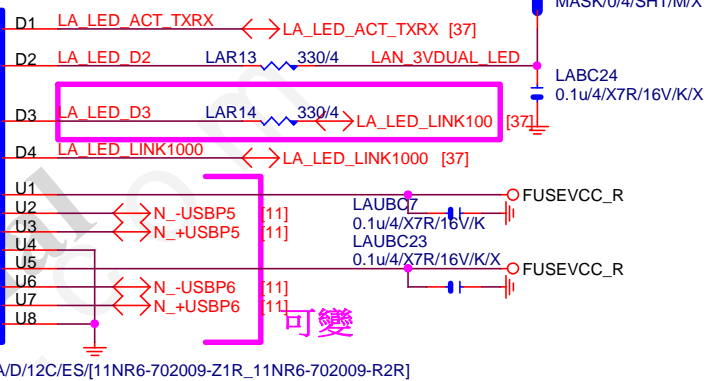 MASK/0/4/SHT/M/X
D1 LA_LED_ACT_TXRX LA_LED_ACT_TXRX [37]
D2 LA_LED_D2 LAR13 330/4 LAN_3VDUAL_LED
LABC24
0.1u/4/X7R/16V/K/X
D3 LA_LED_D3 LAR14 330/4 LA_LED_LINK100 [37]
D4 LA_LED_LINK1000 LA_LED_LINK1000 [37]
U1 FUSEVCC_R
U2 N_-USBP5 [11] LAUBC7
U3 N_+USBP5 [11] 0.1u/4/X7R/16V/K
U4 LAUBC23
U5 0.1u/4/X7R/16V/K/X FUSEVCC_R
U6 N_-USBP6 [11]
U7 N_+USBP6 [11]
U8
可變
A/D/12C/ES/[11NR6-702009-Z1R_11NR6-702009-R2R]